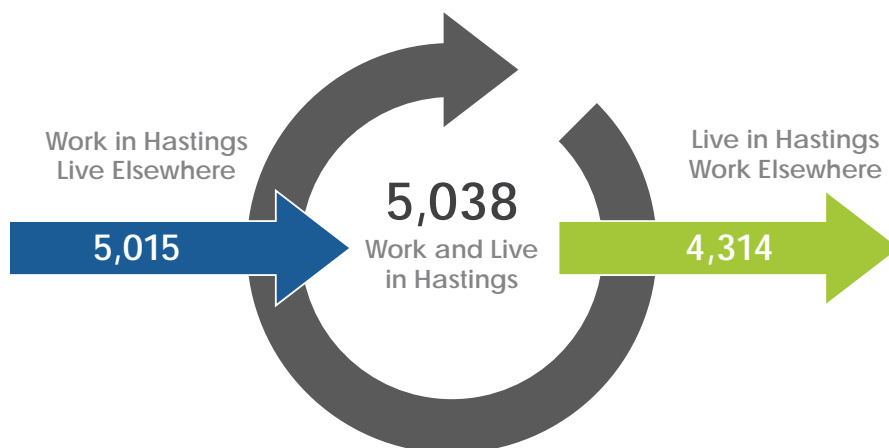 Work in Hastings
Live Elsewhere
5,015
5,038
Work and Live
in Hastings
Live in Hastings
Work Elsewhere
4,314